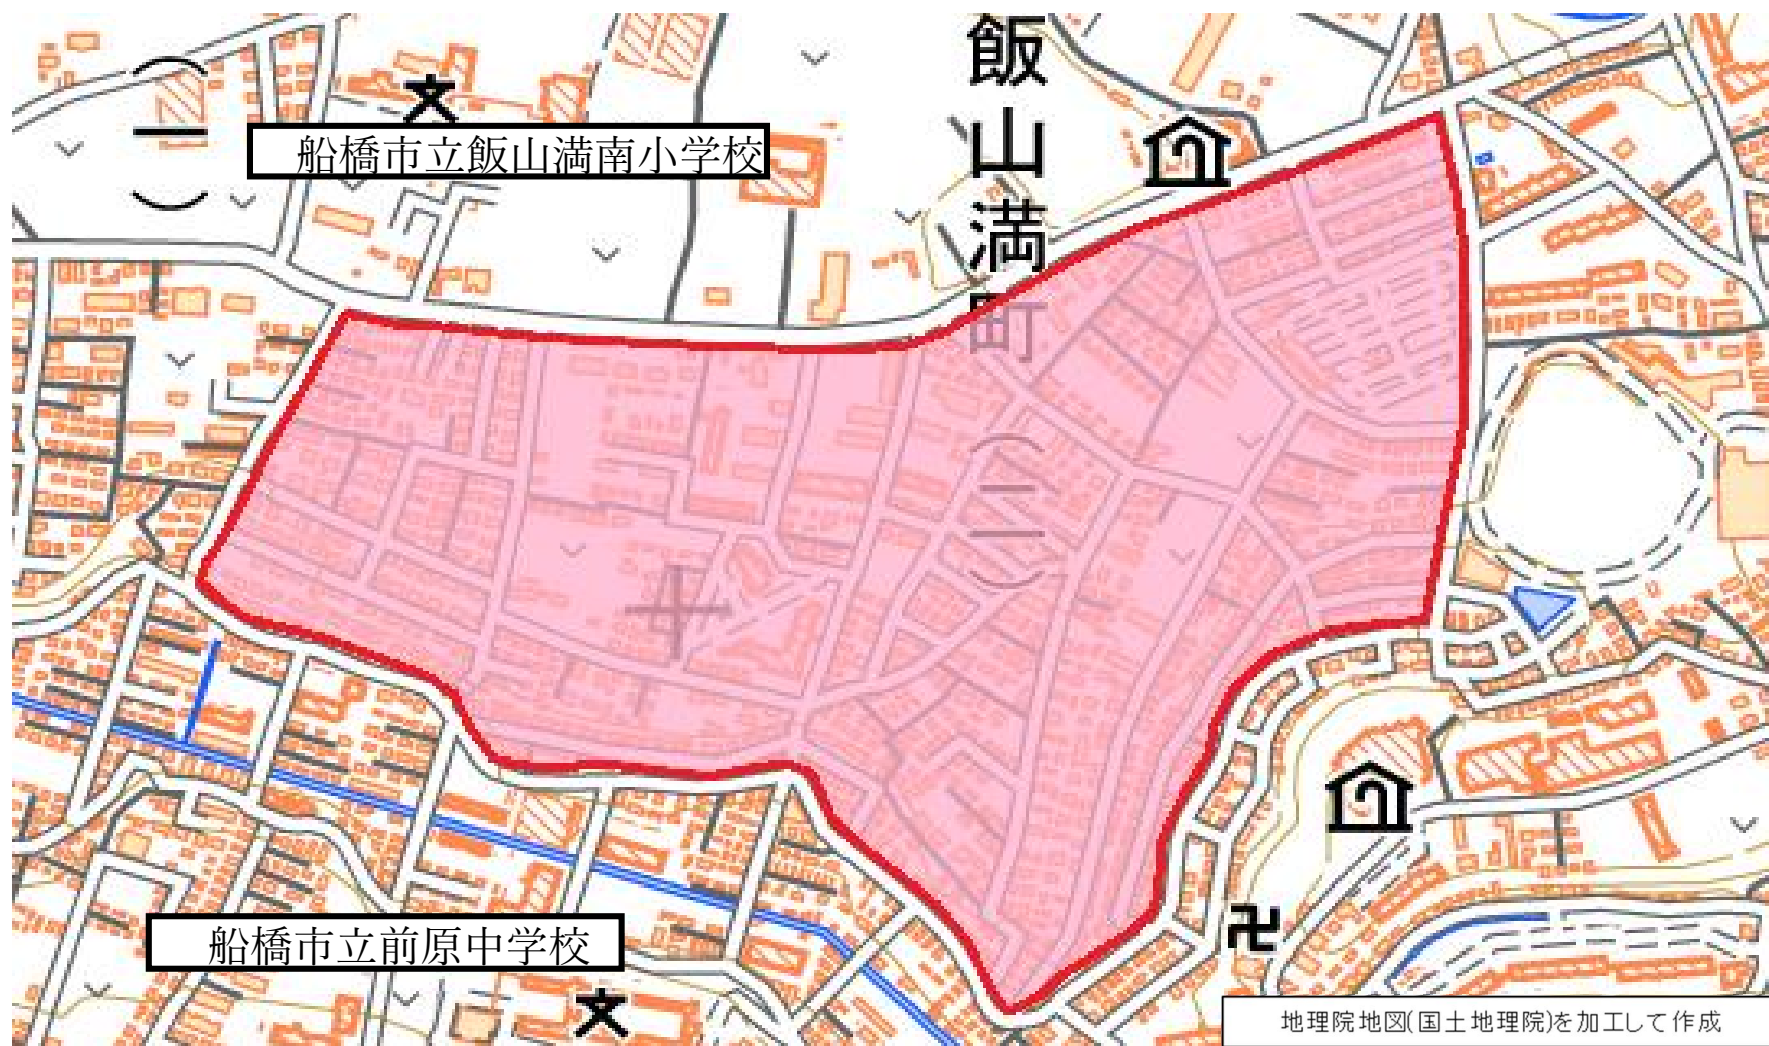 飯山満町(二)
(一)
船橋市立飯山満南小学校
船橋市立前原中学校
地理院地図(国土地理院)を加工して作成